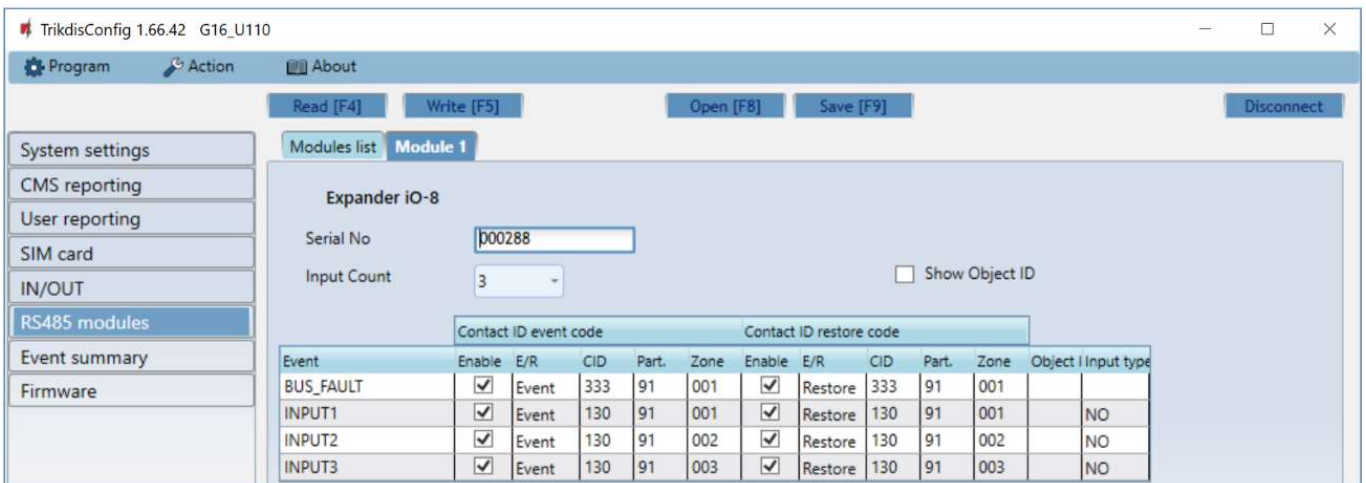 TrikdisConfig 1.66.42 G16_U110
Program Action About
Read [F4] Write [F5] Open [F8] Save [F9] Disconnect
System settings
CMS reporting
User reporting
SIM card
IN/OUT
RS485 modules
Event summary
Firmware
Modules list Module 1
Expander iO-8
Serial No 000288
Input Count 3 Show Object ID
Contact ID event code Contact ID restore code
Event Enable E/R CID Part. Zone Enable E/R CID Part. Zone Object I Input type
BUS_FAULT Event 333 91 001 Restore 333 91 001
INPUT1 Event 130 91 001 Restore 130 91 001 NO
INPUT2 Event 130 91 002 Restore 130 91 002 NO
INPUT3 Event 130 91 003 Restore 130 91 003 NO